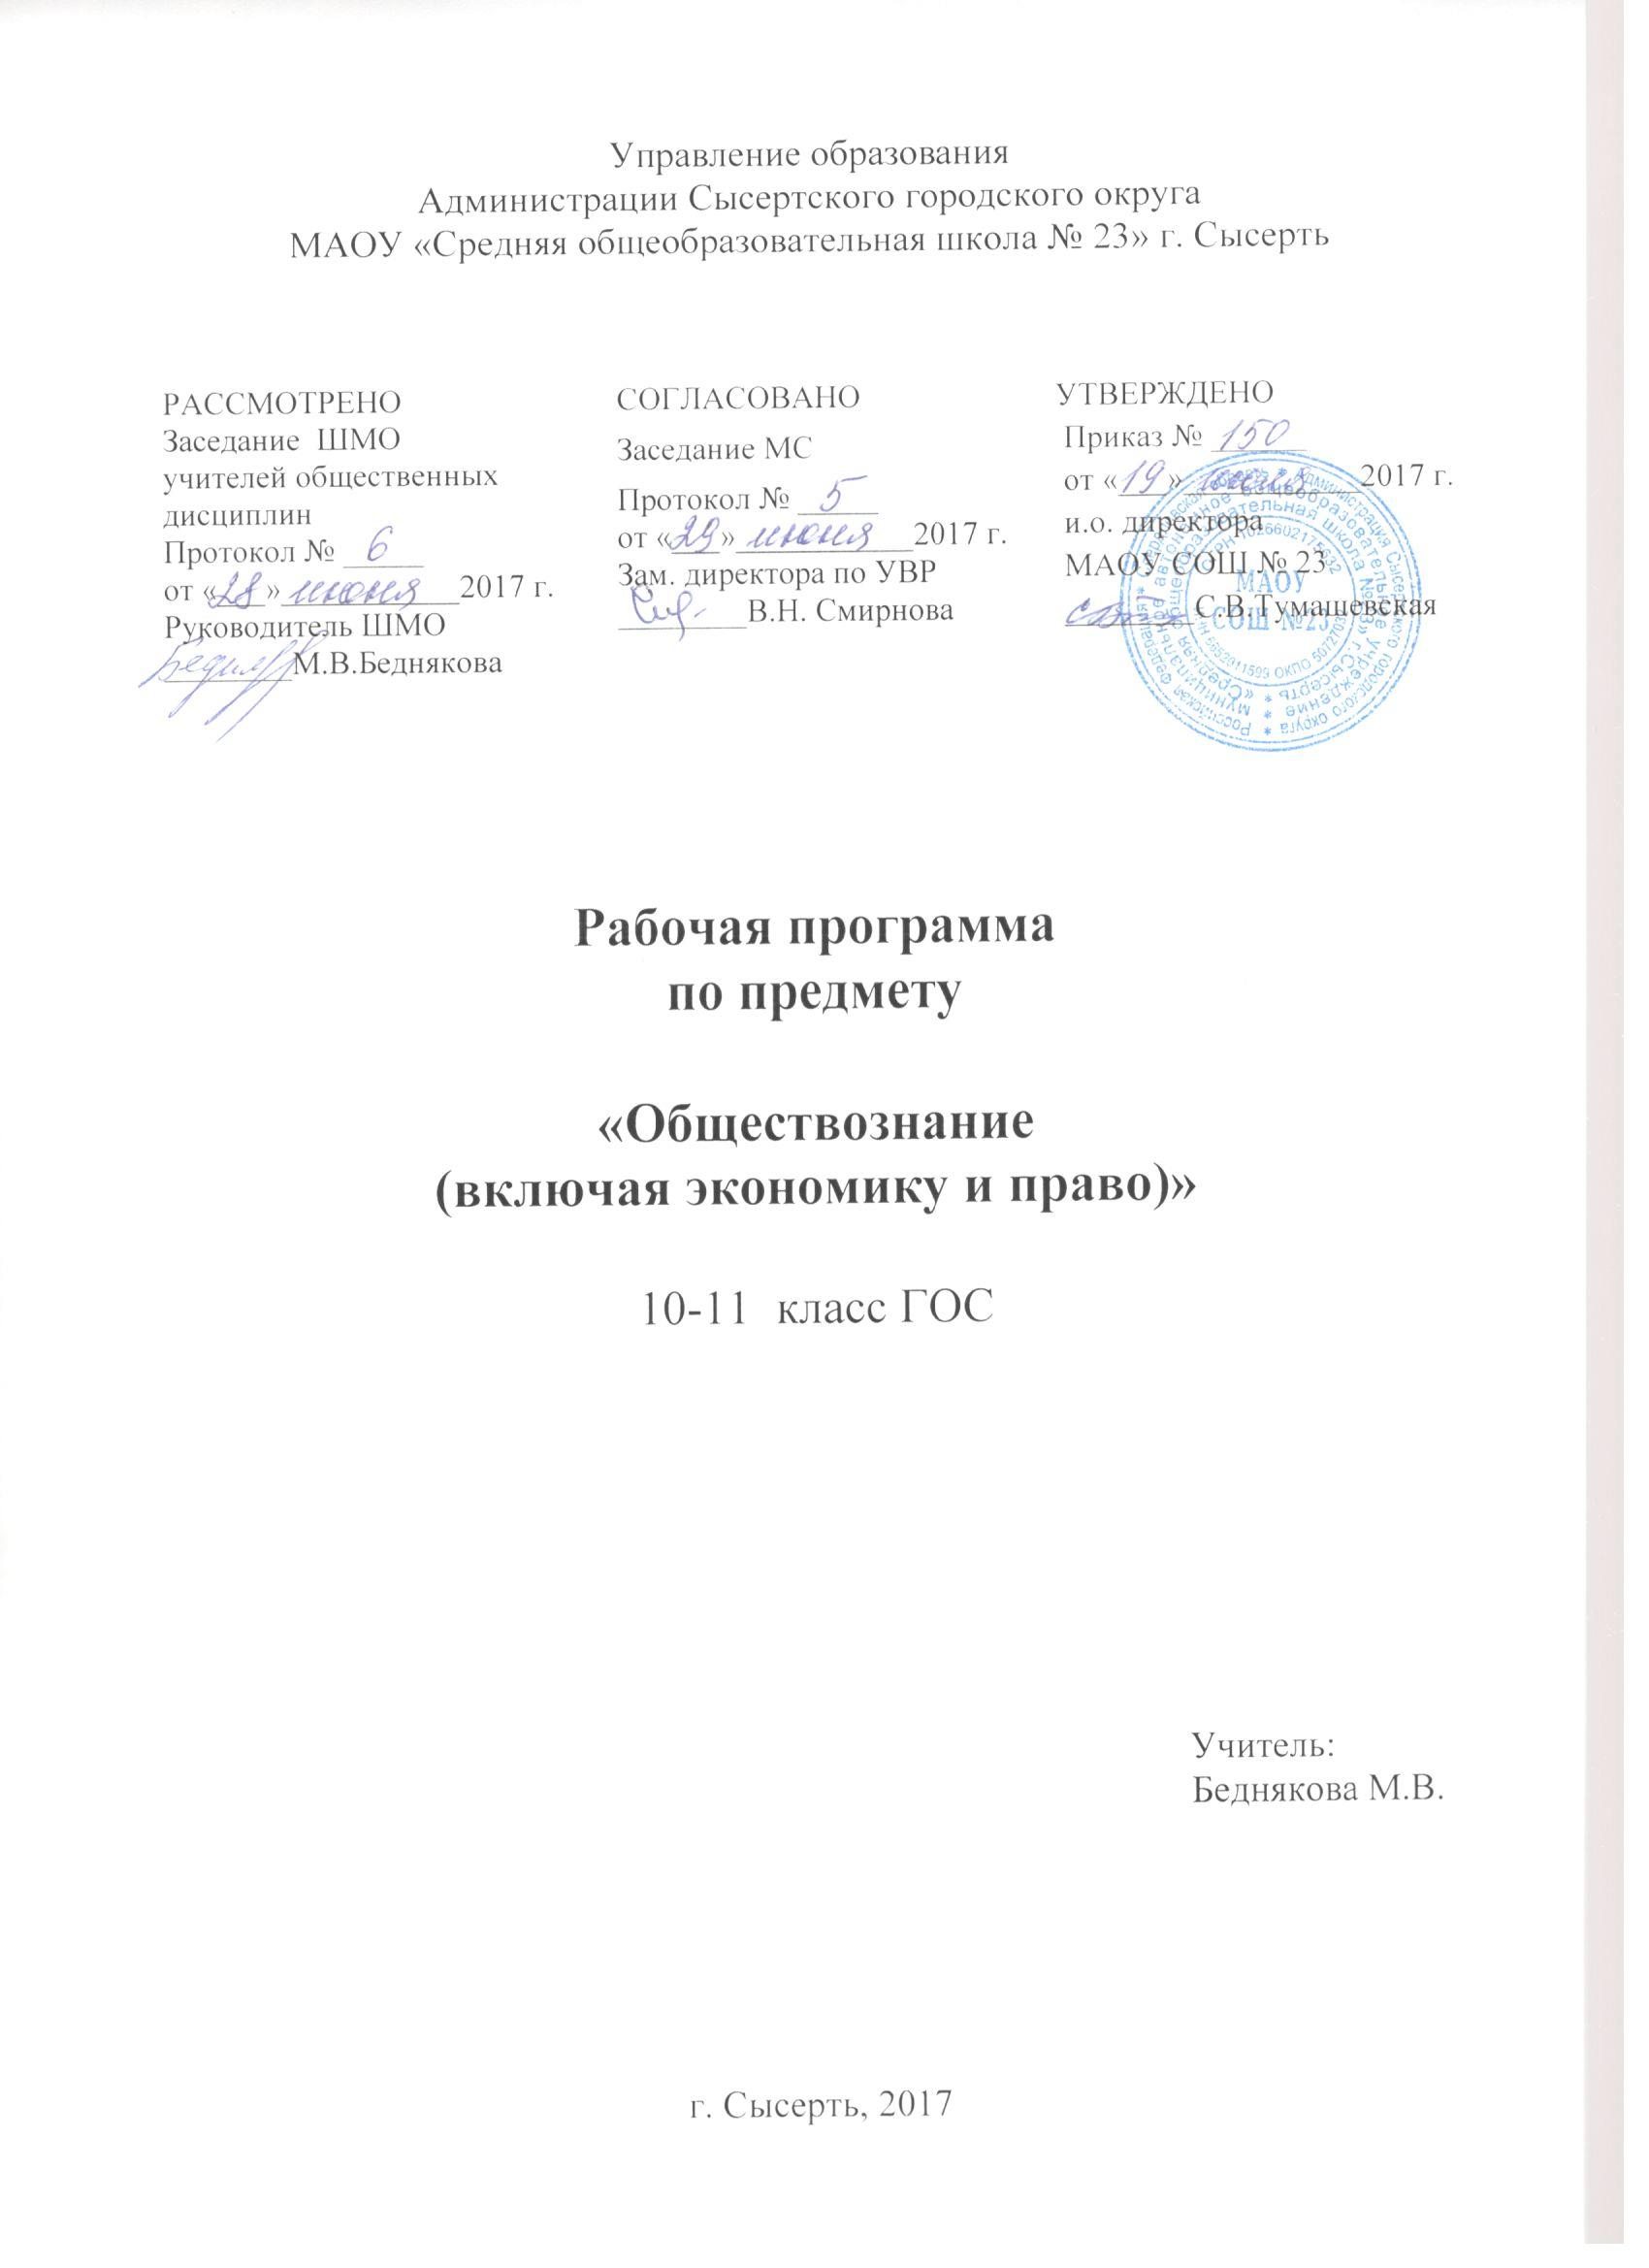 Управление образования
Администрации Сысертского городского округа
МАОУ «Средняя общеобразовательная школа № 23» г. Сысерть
РАССМОТРЕНО
Заседание ШМО
учителей общественных
дисциплин
Протокол № 6
от «28» июня 2017 г.
Руководитель ШМО
М.В.Беднякова
СОГЛАСОВАНО
Заседание МС
Протокол № 5
от «29» июня 2017 г.
Зам. директора по УВР
В.Н. Смирнова
УТВЕРЖДЕНО
Приказ № 150
от «19» 2017 г.
и.о. директора
МАОУ СОШ № 23
С.В.Тумашевская
МАОУ
СОШ №23
Рабочая программа
по предмету
«Обществознание
(включая экономику и право)»
10-11 класс ГОС
Учитель:
Беднякова М.В.
г. Сысерть, 2017